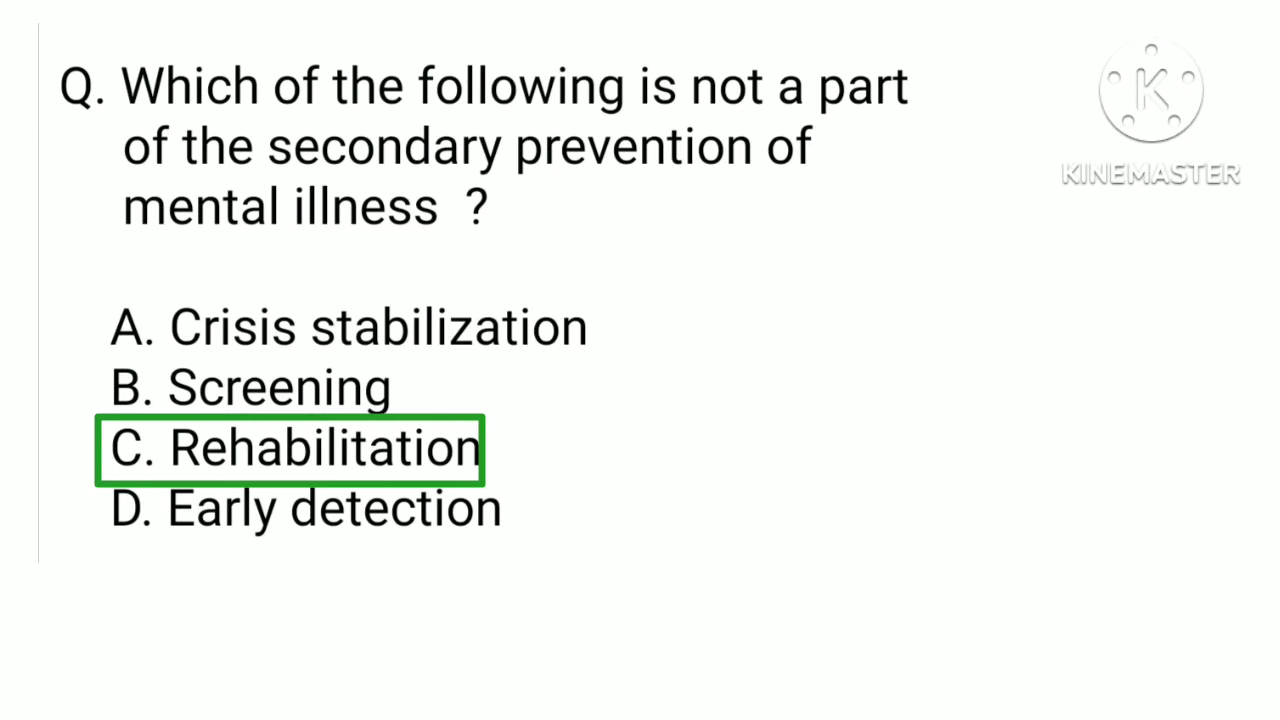 Q. Which of the following is not a part
of the secondary prevention of
mental illness ?
K
KINEMASTER
A. Crisis stabilization
B. Screening
C. Rehabilitation
D. Early detection